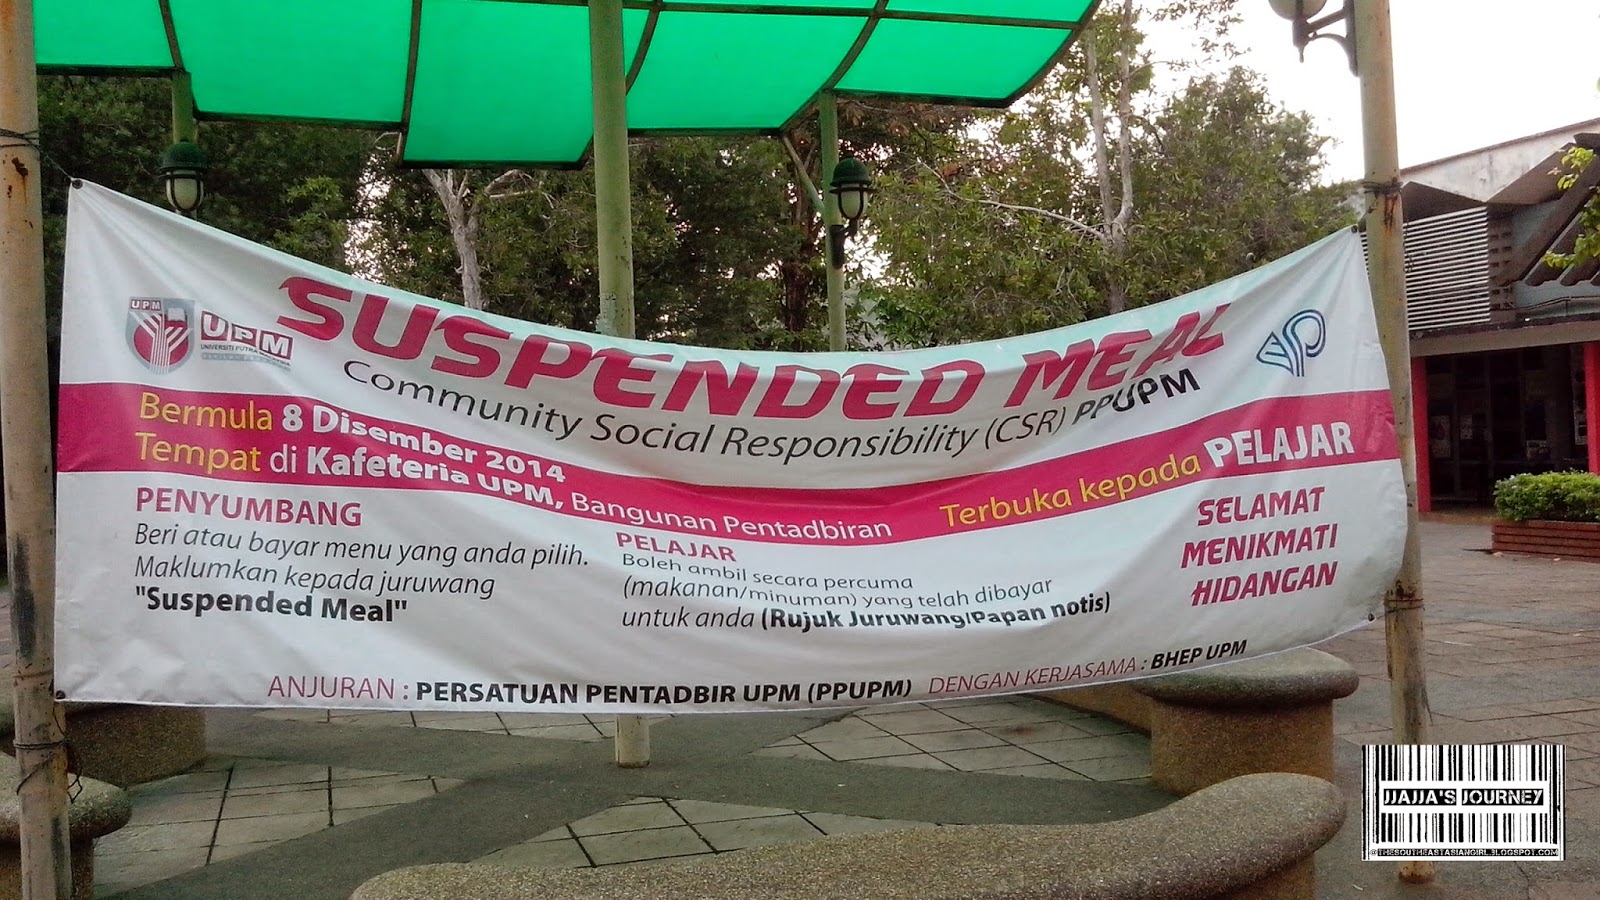 SUSPENDED MEAL
Community Social Responsibility (CSR) PPUPM
UPM
UPM
UNIVERSITI PUTRA
Bermula 8 Disember 2014
Tempat di Kafeteria UPM, Bangunan Pentadbiran
Terbuka kepada PELAJAR
PENYUMBANG
Beri atau bayar menu yang anda pilih.
Maklumkan kepada juruwang
"Suspended Meal"
PELAJAR
Boleh ambil secara percuma
(makanan/minuman) yang telah dibayar
untuk anda (Rujuk Juruwang/Papan notis)
SELAMAT
MENIKMATI
HIDANGAN
ANJURAN : PERSATUAN PENTADBIR UPM (PPUPM) DENGAN KERJASAMA : BHEP UPM
JJAJJA'S JOURNEY
@THESOUTHEASTASIANGIRL.BLOGSPOT.COM